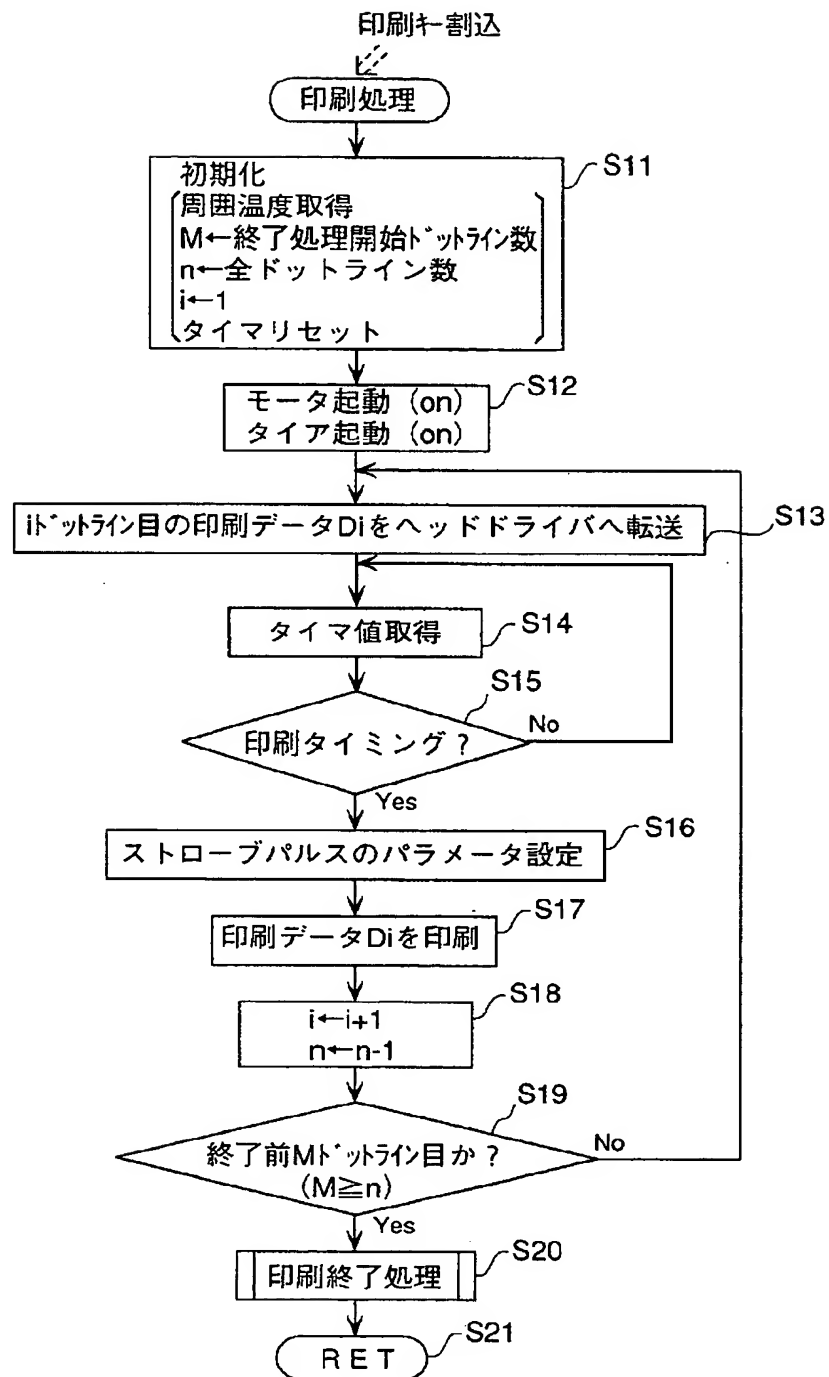 印刷キー割込
印刷処理
S11
初期化
周囲温度取得
M←終了処理開始ドットライン数
n←全ドットライン数
i←1
タイマリセット
S12
モータ起動 (on)
タイア起動 (on)
S13
iドットライン目の印刷データDiをヘッドドライバへ転送
タイマ値取得
S14
S15
印刷タイミング？
No
Yes
S16
ストローブパルスのパラメータ設定
S17
印刷データDiを印刷
S18
i←i+1
n←n-1
S19
終了前Mドットライン目か？
(M≧n)
No
Yes
印刷終了処理
S20
RET
S21